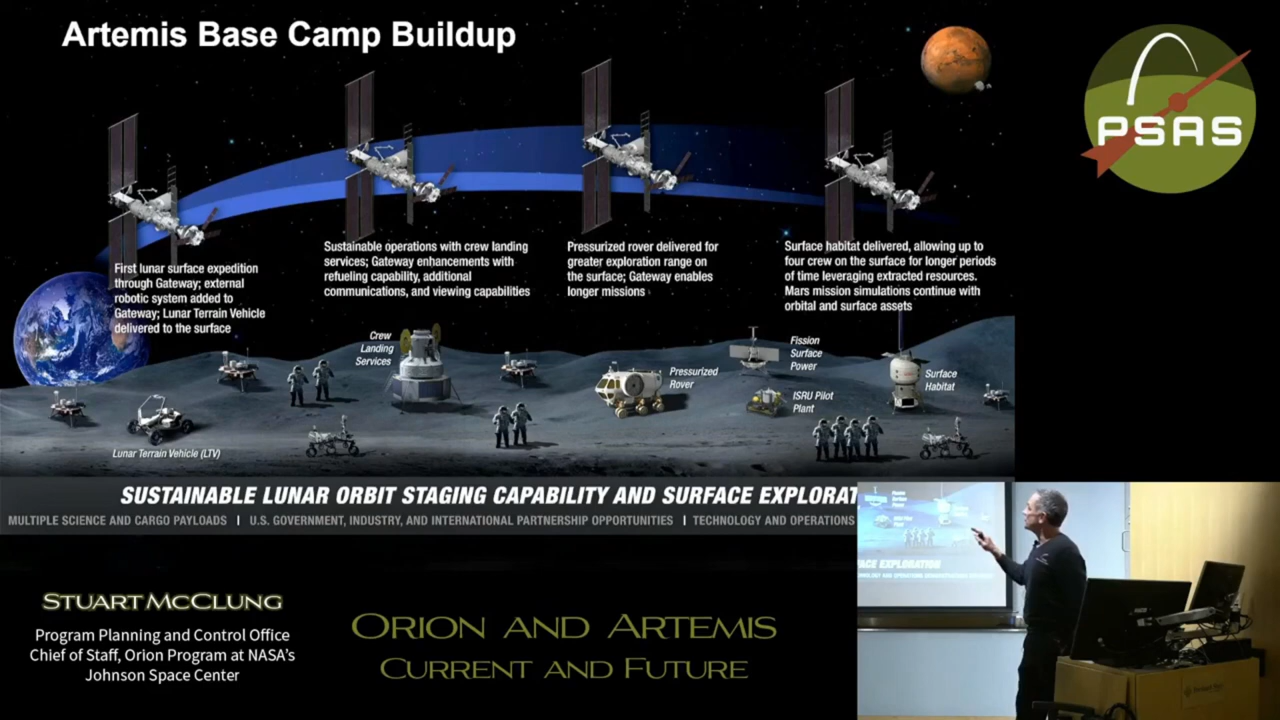 Artemis Base Camp Buildup
PSAS
First lunar surface expedition
through Gateway; external
robotic system added to
Gateway; Lunar Terrain Vehicle
delivered to the surface
Sustainable operations with crew landing
services; Gateway enhancements with
refueling capability, additional
communications, and viewing capabilities
Pressurized rover delivered for
greater exploration range on
the surface; Gateway enables
longer missions
Surface habitat delivered, allowing up to
four crew on the surface for longer periods
of time leveraging extracted resources.
Mars mission simulations continue with
orbital and surface assets
Crew
Landing
Services
Pressurized
Rover
Fission
Surface
Power
ISRU Pilot
Plant
Surface
Habitat
Lunar Terrain Vehicle (LTV)
SUSTAINABLE LUNAR ORBIT STAGING CAPABILITY AND SURFACE EXPLORAT
MULTIPLE SCIENCE AND CARGO PAYLOADS | U.S. GOVERNMENT, INDUSTRY, AND INTERNATIONAL PARTNERSHIP OPPORTUNITIES | TECHNOLOGY AND OPERATIONS
FACE EXPLORATION
STUART MCCLUNG
Program Planning and Control Office
Chief of Staff, Orion Program at NASA's
Johnson Space Center
ORION AND ARTEMIS
CURRENT AND FUTURE